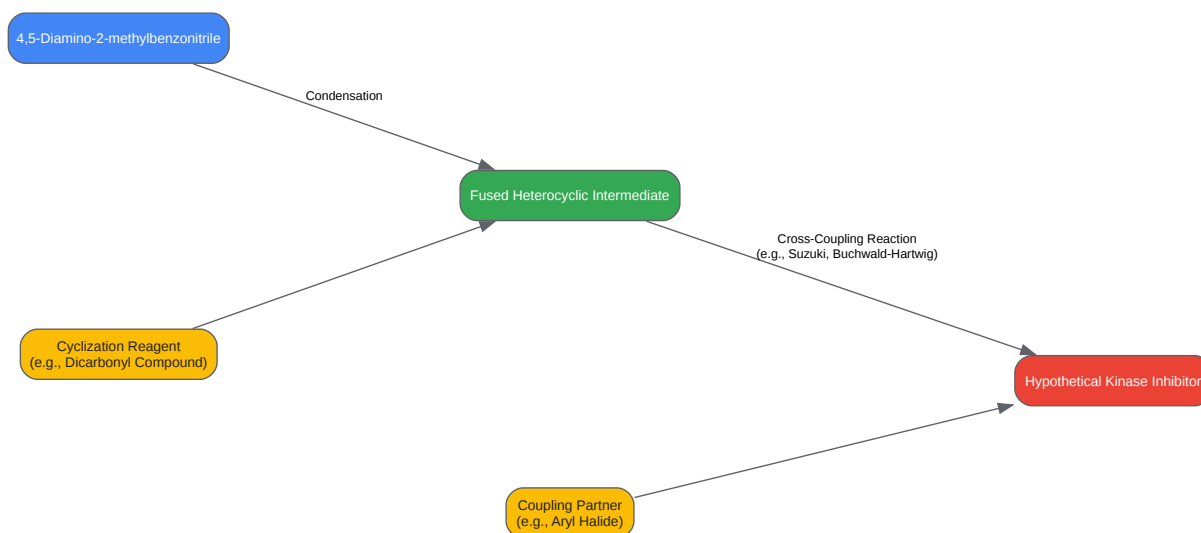 4,5-Diamino-2-methylbenzonitrile
Condensation
Fused Heterocyclic Intermediate
Cross-Coupling Reaction
(e.g., Suzuki, Buchwald-Hartwig)
Cyclization Reagent
(e.g., Dicarbonyl Compound)
Hypothetical Kinase Inhibitor
Coupling Partner
(e.g., Aryl Halide)